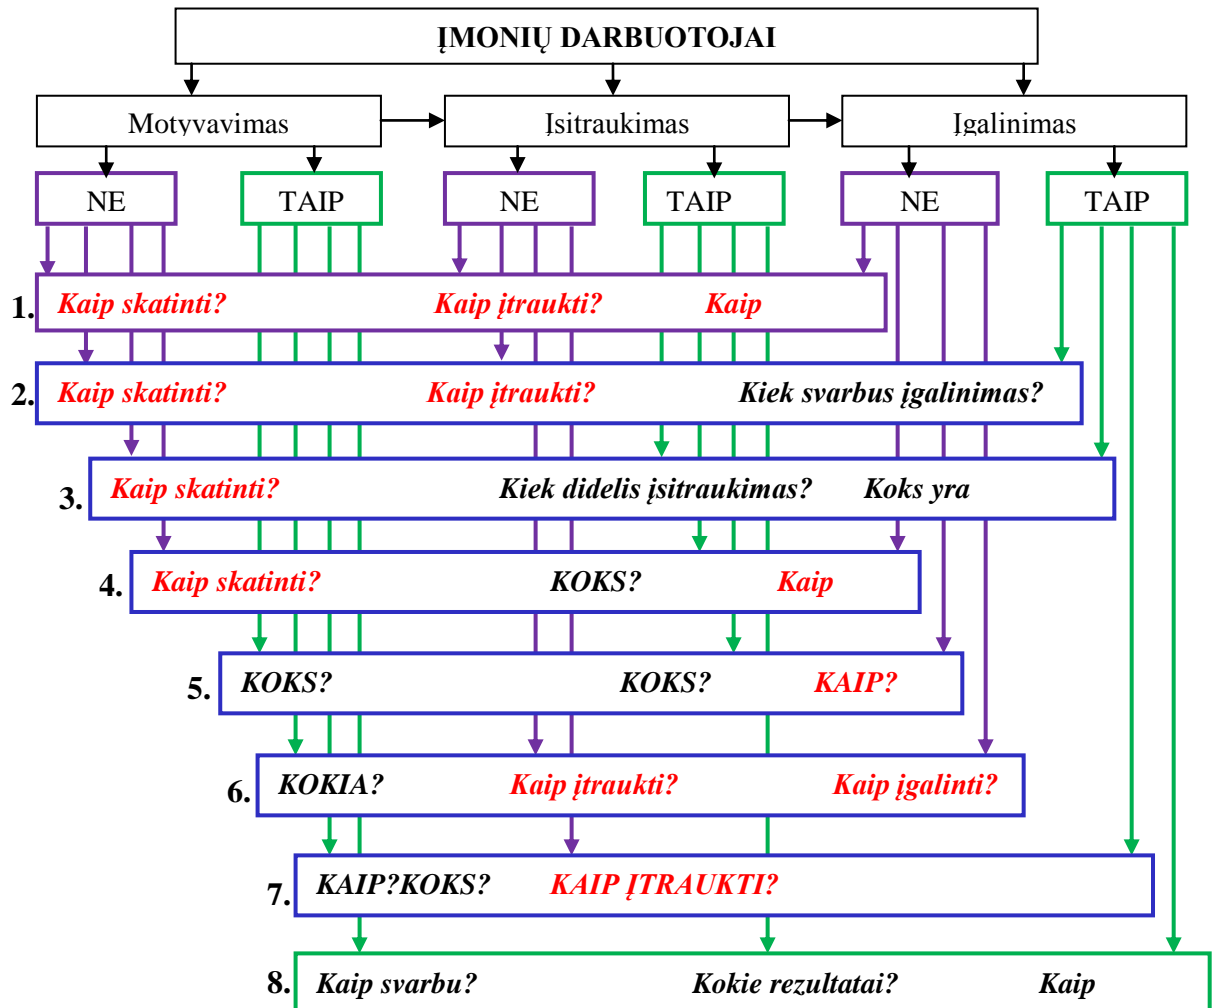 ĮMONIŲ DARBUOTOJAI
Motyvavimas Įsitraukimas Įgalinimas
NE TAIP NE TAIP NE TAIP
1. Kaip skatinti? Kaip įtraukti? Kaip
2. Kaip skatinti? Kaip įtraukti? Kiek svarbus įgalinimas?
3. Kaip skatinti? Kiek didelis įsitraukimas? Koks yra
4. Kaip skatinti? KOKS? Kaip
5. KOKS? KOKS? KAIP?
6. KOKIA? Kaip įtraukti? Kaip įgalinti?
7. KAIP?KOKS? KAIP ĮTRAUKTI?
8. Kaip svarbu? Kokie rezultatai? Kaip